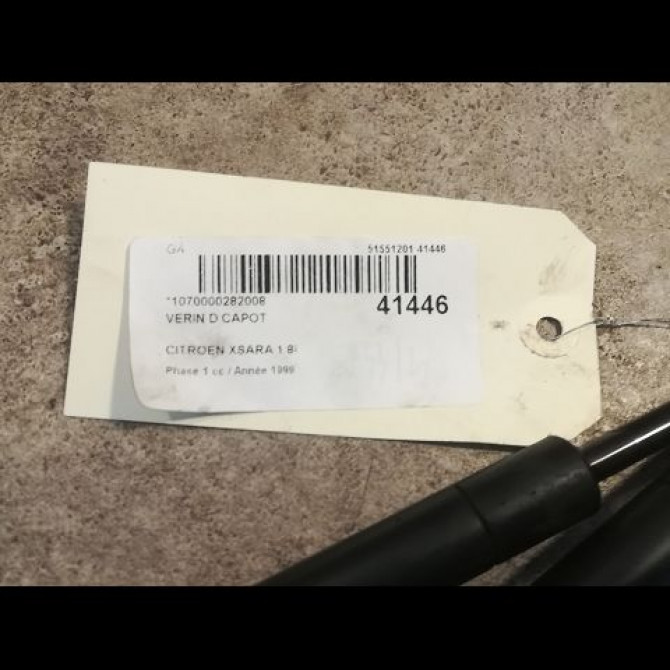 GA 51551201 41446
*1070000282008 41446
VERIN D CAPOT
CITROEN XSARA 1 8i
Phase 1 cc / Année 1999